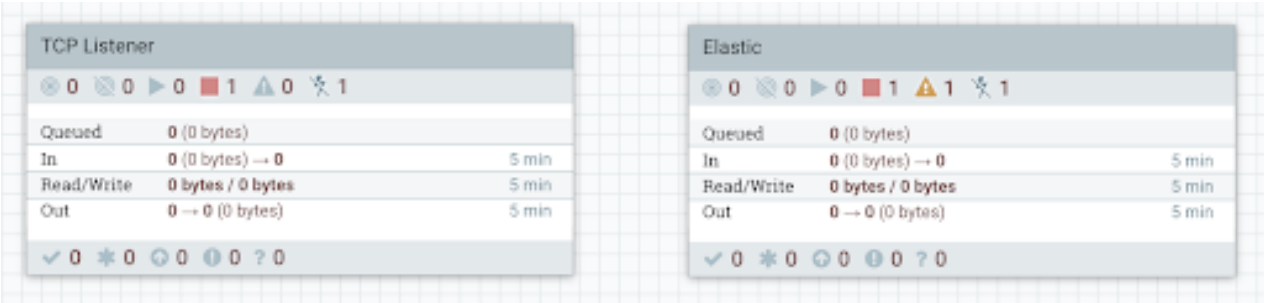 TCP Listener
0 0 0 1 0 1
Queued 0 (0 bytes)
In 0 (0 bytes) → 0 5 min
Read/Write 0 bytes / 0 bytes 5 min
Out 0 → 0 (0 bytes) 5 min
0 0 0 0 ? 0
Elastic
0 0 0 1 1 1
Queued 0 (0 bytes)
In 0 (0 bytes) → 0 5 min
Read/Write 0 bytes / 0 bytes 5 min
Out 0 → 0 (0 bytes) 5 min
0 0 0 0 ? 0